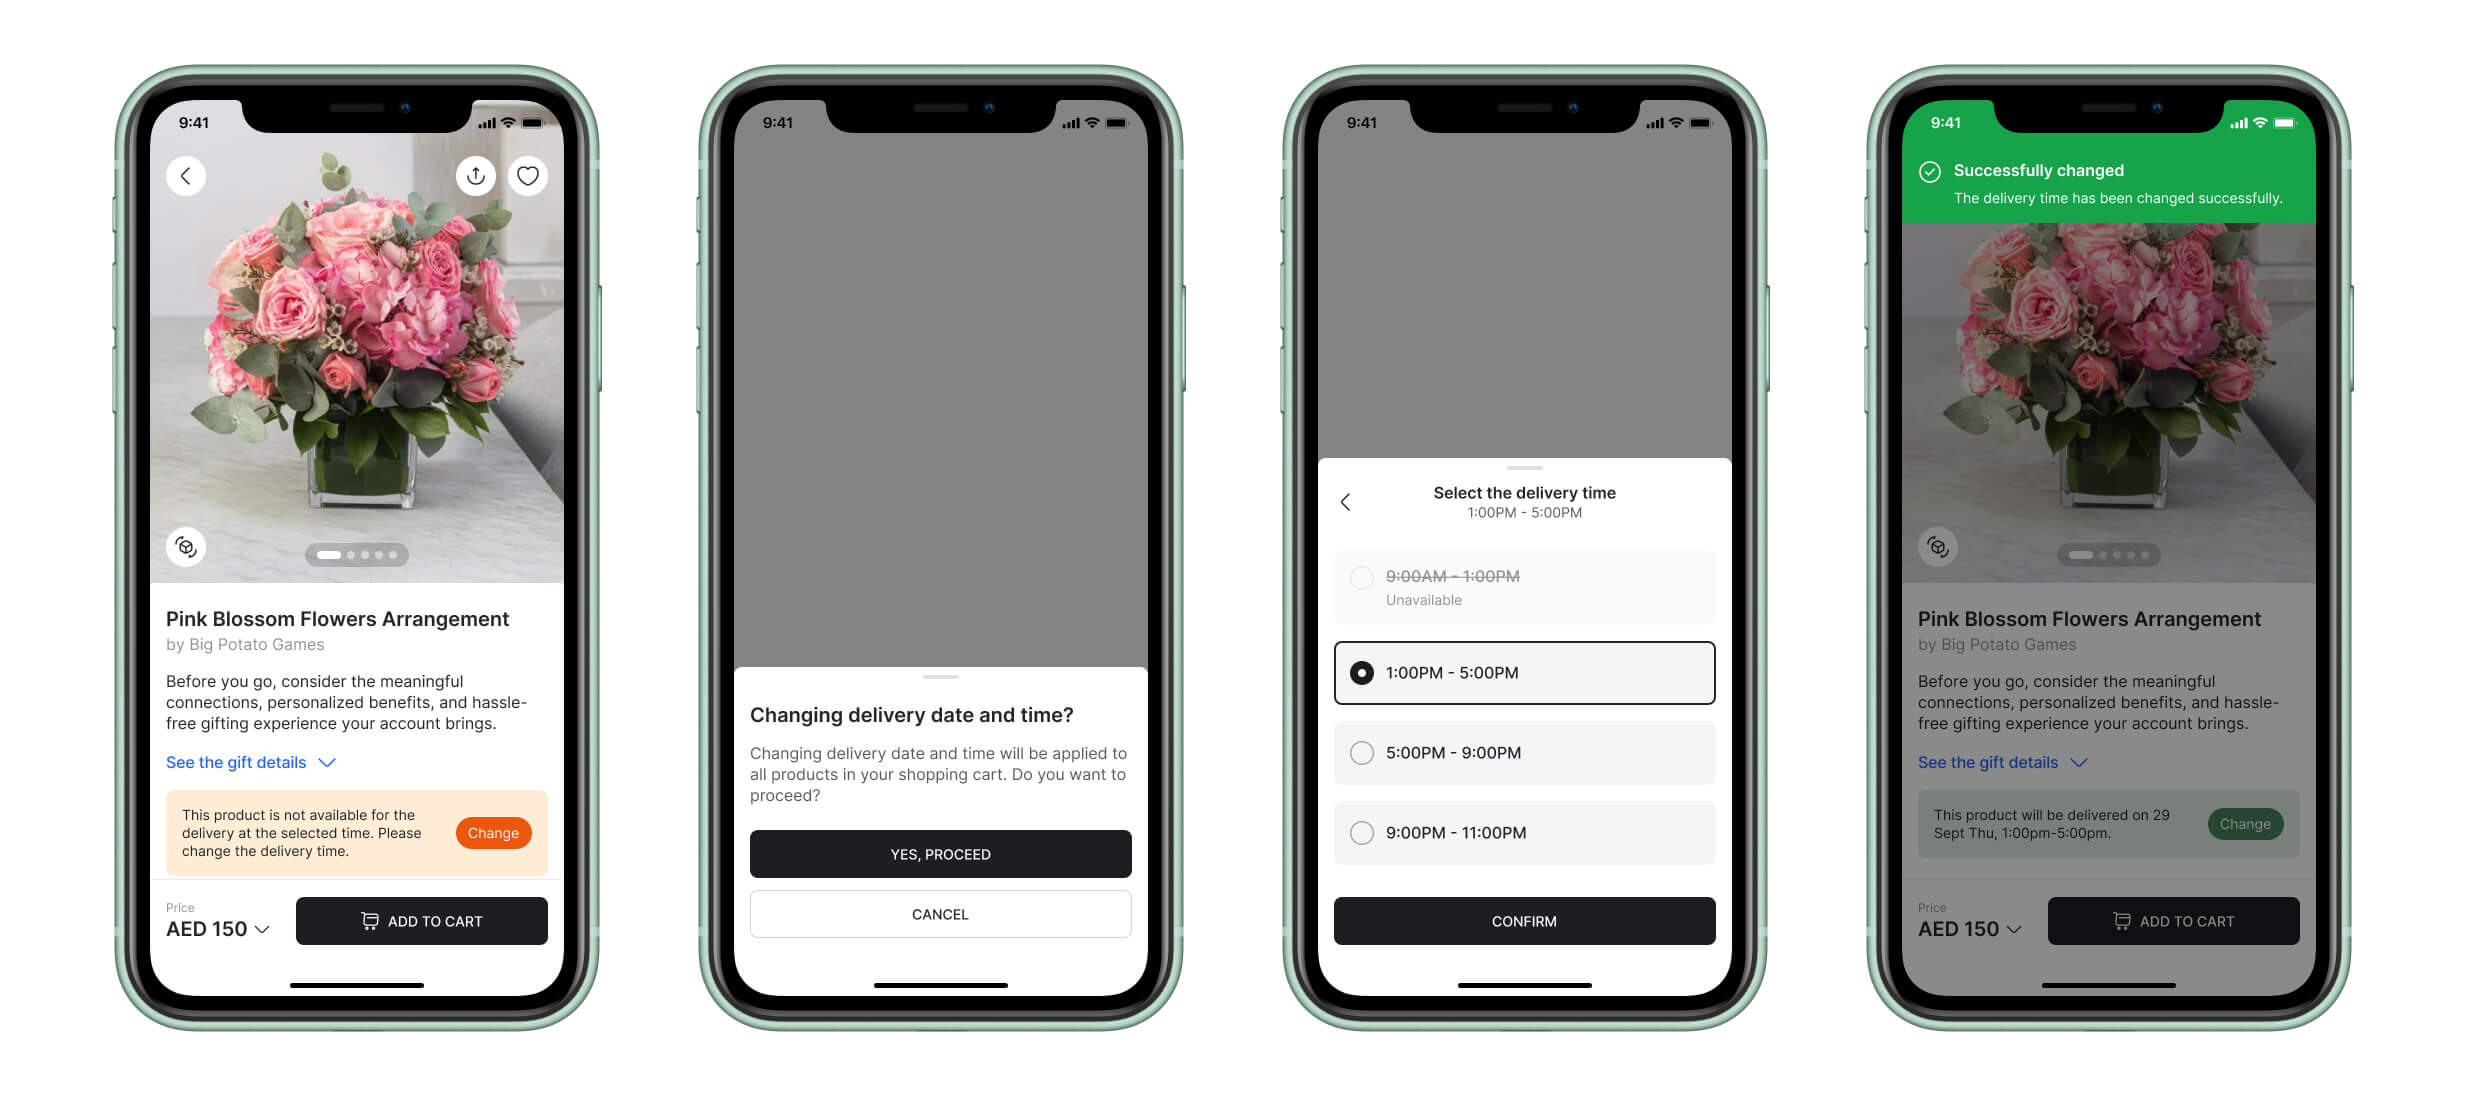 9:41
Pink Blossom Flowers Arrangement
by Big Potato Games
Before you go, consider the meaningful
connections, personalized benefits, and hassle-
free gifting experience your account brings.
See the gift details
This product is not available for the
delivery at the selected time. Please
change the delivery time.
Change
Price
AED 150
ADD TO CART
9:41
Changing delivery date and time?
Changing delivery date and time will be applied to
all products in your shopping cart. Do you want to
proceed?
YES, PROCEED
CANCEL
9:41
Select the delivery time
1:00PM - 5:00PM
9:00AM - 1:00PM
Unavailable
1:00PM - 5:00PM
5:00PM - 9:00PM
9:00PM - 11:00PM
CONFIRM
9:41
Successfully changed
The delivery time has been changed successfully.
Pink Blossom Flowers Arrangement
by Big Potato Games
Before you go, consider the meaningful
connections, personalized benefits, and hassle-
free gifting experience your account brings.
See the gift details
This product will be delivered on 29
Sept Thu, 1:00pm-5:00pm.
Change
Price
AED 150
ADD TO CART